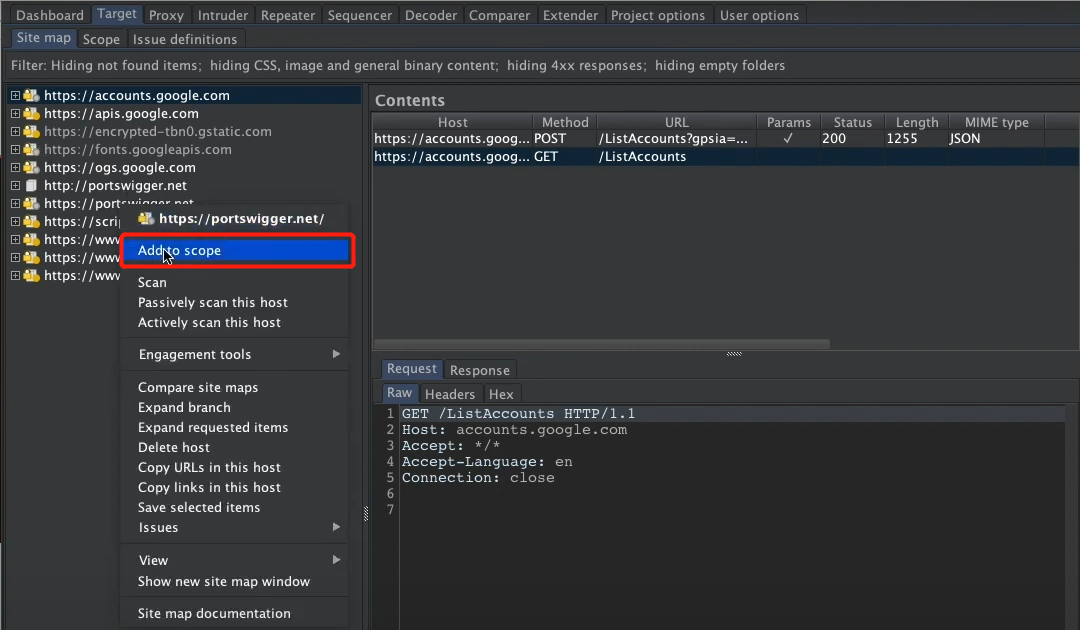 Dashboard Target Proxy Intruder Repeater Sequencer Decoder Comparer Extender Project options User options
Site map Scope Issue definitions
Filter: Hiding not found items; hiding CSS, image and general binary content; hiding 4xx responses; hiding empty folders
https://accounts.google.com
https://apis.google.com
https://encrypted-tbn0.gstatic.com
https://fonts.googleapis.com
https://ogs.google.com
http://portswigger.net
https://portswigger.net
https://scri
https://www
https://www
https://www
https://portswigger.net/
Add to scope
Scan
Passively scan this host
Actively scan this host
Engagement tools
Compare site maps
Expand branch
Expand requested items
Delete host
Copy URLs in this host
Copy links in this host
Save selected items
Issues
View
Show new site map window
Site map documentation
Contents
Host Method URL Params Status Length MIME type
https://accounts.goog... POST /ListAccounts?gpsia=... ✓ 200 1255 JSON
https://accounts.goog... GET /ListAccounts
Request Response
Raw Headers Hex
1 GET /ListAccounts HTTP/1.1
2 Host: accounts.google.com
3 Accept: */*
4 Accept-Language: en
5 Connection: close
6
7